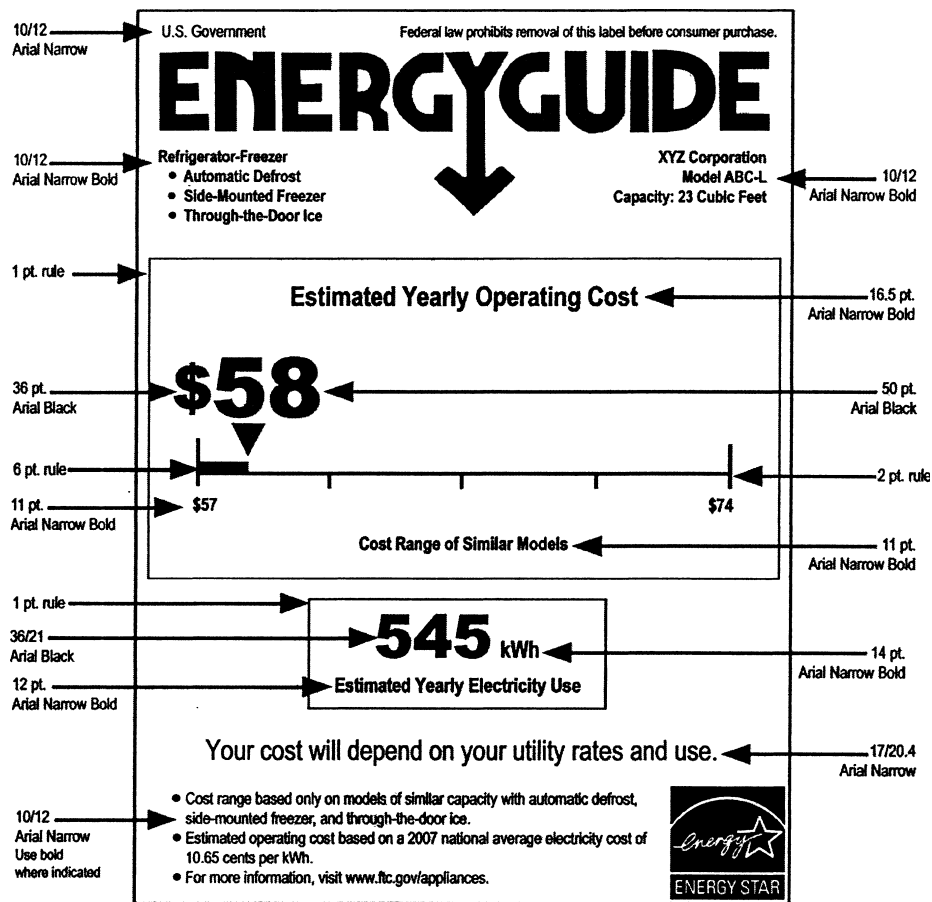 10/12
Arial Narrow
U.S. Government
Federal law prohibits removal of this label before consumer purchase.
ENERGYGUIDE
10/12
Arial Narrow Bold
Refrigerator-Freezer
• Automatic Defrost
• Side-Mounted Freezer
• Through-the-Door Ice
XYZ Corporation
Model ABC-L
Capacity: 23 Cubic Feet
10/12
Arial Narrow Bold
1 pt. rule
Estimated Yearly Operating Cost
16.5 pt.
Arial Narrow Bold
36 pt.
Arial Black
$58
50 pt.
Arial Black
6 pt. rule
2 pt. rule
11 pt.
Arial Narrow Bold
$57
$74
Cost Range of Similar Models
11 pt.
Arial Narrow Bold
1 pt. rule
36/21
Arial Black
545 kWh
14 pt.
Arial Narrow Bold
12 pt.
Arial Narrow Bold
Estimated Yearly Electricity Use
Your cost will depend on your utility rates and use.
17/20.4
Arial Narrow
10/12
Arial Narrow
Use bold
where indicated
• Cost range based only on models of similar capacity with automatic defrost,
side-mounted freezer, and through-the-door ice.
• Estimated operating cost based on a 2007 national average electricity cost of
10.65 cents per kWh.
• For more information, visit www.ftc.gov/appliances.
energy
ENERGY STAR